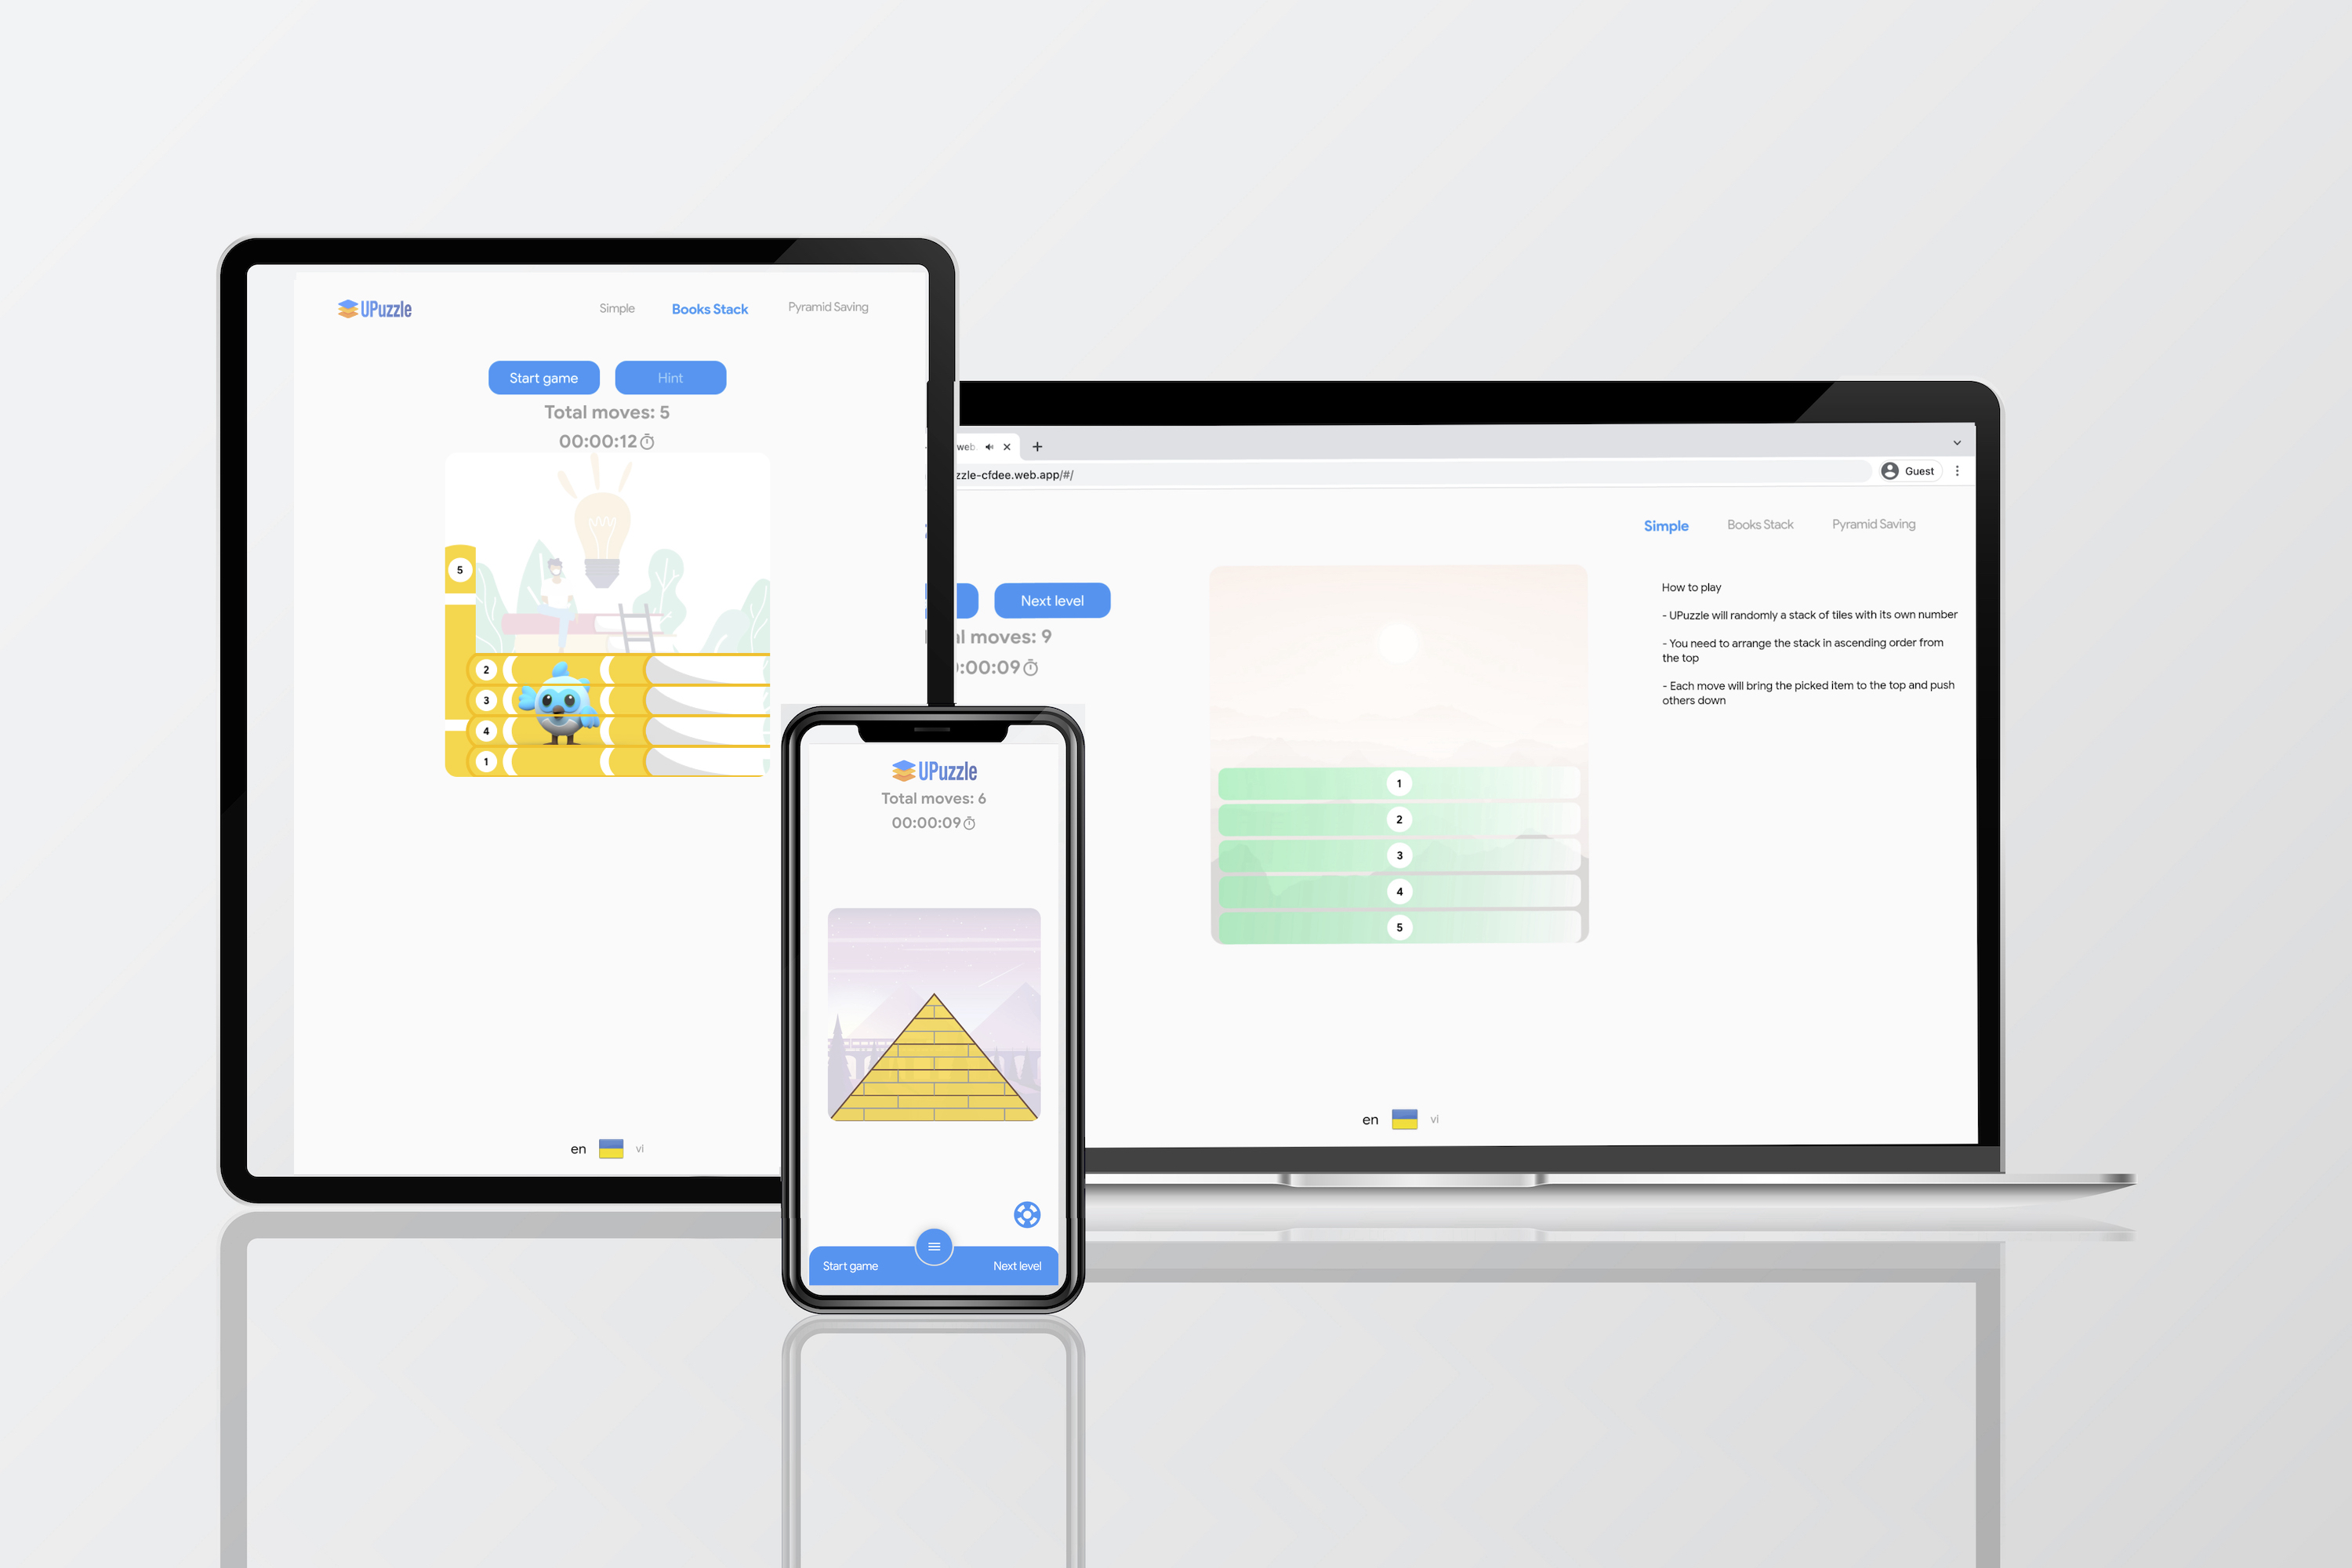 UPuzzle
Simple
Books Stack
Pyramid Saving
Start game
Hint
Total moves: 5
00:00:12
5
2
3
4
1
en
vi
web
zzle-cfdee.web.app/#/
Guest
Simple
Books Stack
Pyramid Saving
Next level
al moves: 9
:00:09
How to play
- UPuzzle will randomly a stack of tiles with its own number
- You need to arrange the stack in ascending order from
the top
- Each move will bring the picked item to the top and push
others down
1
2
3
4
5
en
vi
UPuzzle
Total moves: 6
00:00:09
Start game
Next level